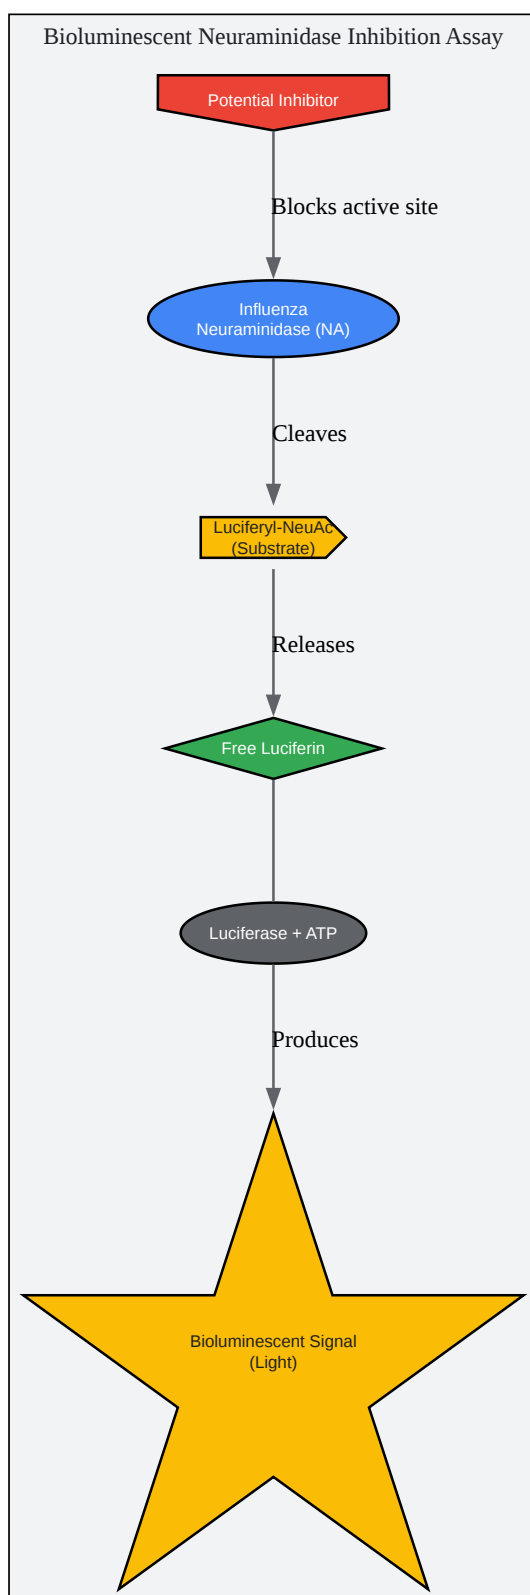 Bioluminescent Neuraminidase Inhibition Assay
Potential Inhibitor
Blocks active site
Influenza
Neuraminidase (NA)
Cleaves
Luciferyl-NeuAc
(Substrate)
Releases
Free Luciferin
Luciferase + ATP
Produces
Bioluminescent Signal
(Light)